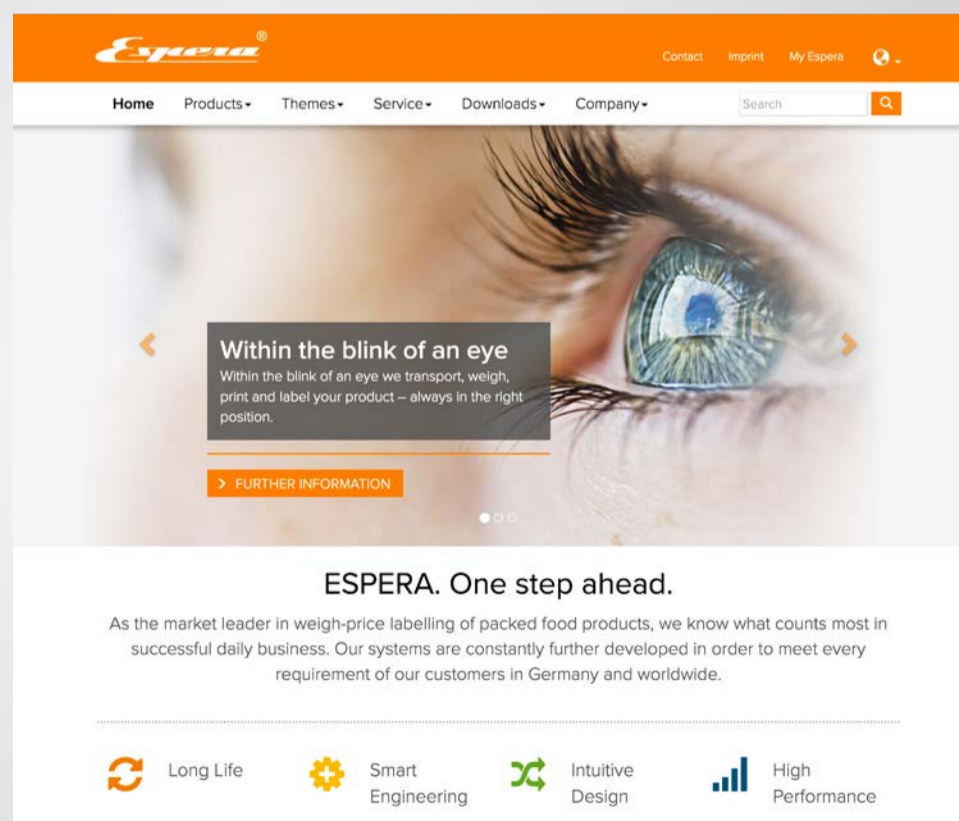 Espera®
Contact Imprint My Espera
Home Products Themes Service Downloads Company Search
Within the blink of an eye
Within the blink of an eye we transport, weigh,
print and label your product – always in the right
position.
FURTHER INFORMATION
ESPERA. One step ahead.
As the market leader in weigh-price labelling of packed food products, we know what counts most in
successful daily business. Our systems are constantly further developed in order to meet every
requirement of our customers in Germany and worldwide.
Long Life
Smart
Engineering
Intuitive
Design
High
Performance